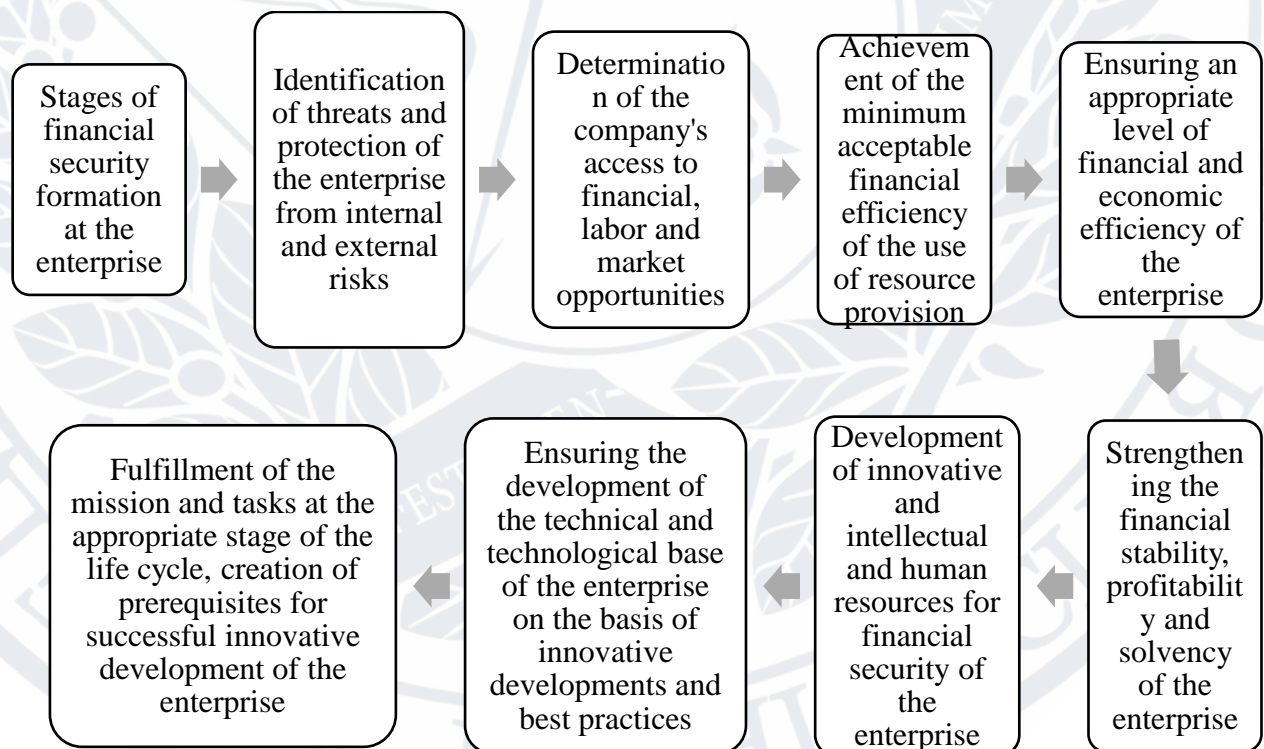 Stages of
financial
security
formation
at the
enterprise
Identification
of threats and
protection of
the enterprise
from internal
and external
risks
Determinatio
n of the
company's
access to
financial,
labor and
market
opportunities
Achievem
ent of the
minimum
acceptable
financial
efficiency
of the use
of resource
provision
Ensuring an
appropriate
level of
financial and
economic
efficiency of
the
enterprise
Strengthen
ing the
financial
stability,
profitabilit
y and
solvency
of the
enterprise
Development
of innovative
and
intellectual
and human
resources for
financial
security of
the
enterprise
Ensuring the
development of
the technical and
technological base
of the enterprise
on the basis of
innovative
developments and
best practices
Fulfillment of the
mission and tasks at the
appropriate stage of the
life cycle, creation of
prerequisites for
successful innovative
development of the
enterprise